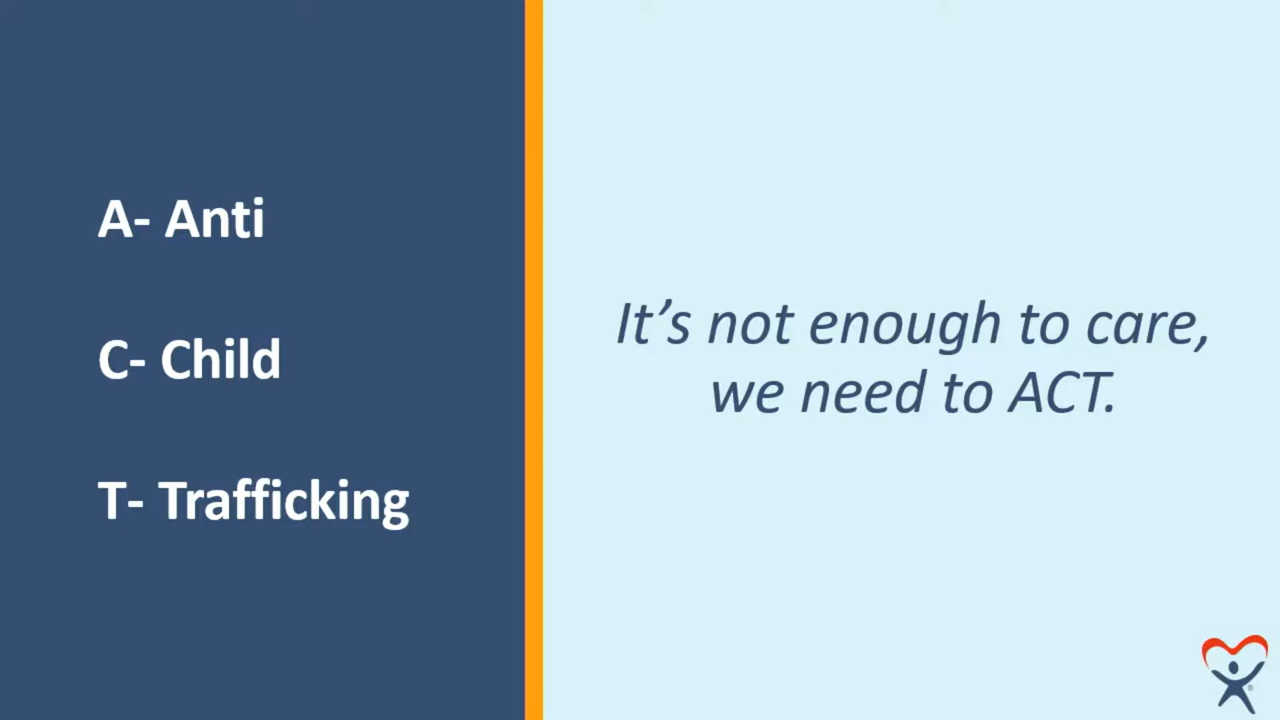 A- Anti
C- Child
T- Trafficking
It’s not enough to care,
we need to ACT.